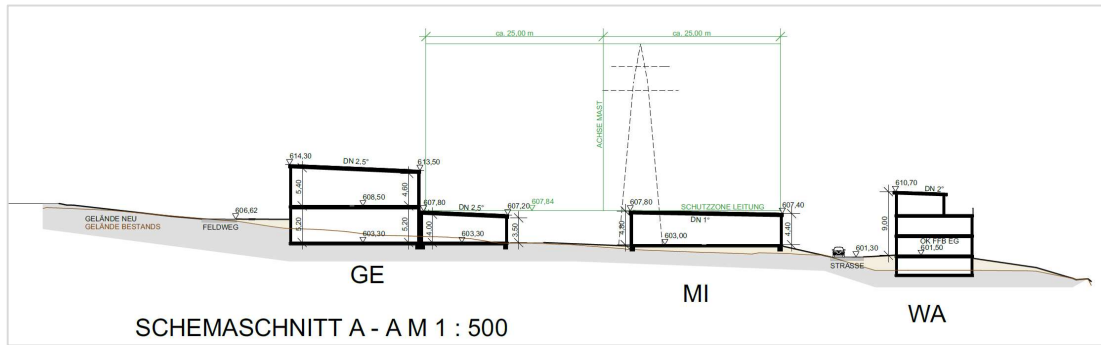 ca. 25,00 m
ca. 25,00 m
ACHSE MAST
614,30
DN 2,5°
613,50
5,40
4,60
608,50
607,80
DN 2,5°
607,20
607,84
607,80
SCHUTZZONE LEITUNG
607,40
DN 1°
610,70
DN 2°
9,00
606,62
GELÄNDE NEU
FELDWEG
GELÄNDE BESTANDS
5,20
603,30
5,20
4,00
603,30
3,50
4,80
603,00
4,40
OK FFB EG
601,50
601,30
STRASSE
GE
MI
WA
SCHEMASCHNITT A - A M 1 : 500